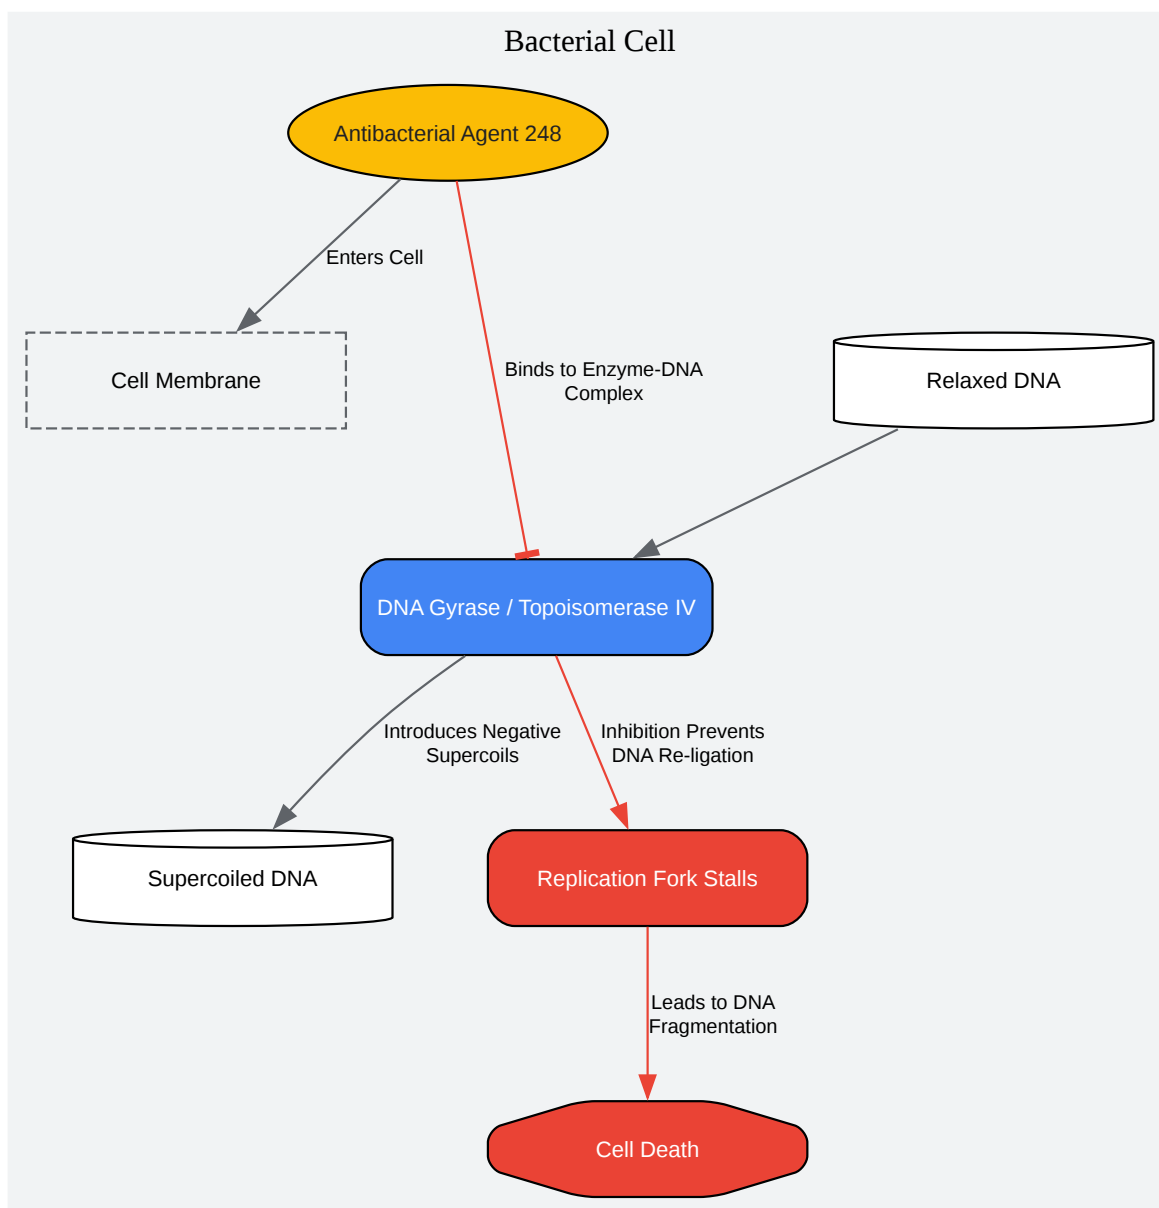 Bacterial Cell
Antibacterial Agent 248
Enters Cell
Binds to Enzyme-DNA
Complex
Cell Membrane
Relaxed DNA
DNA Gyrase / Topoisomerase IV
Introduces Negative
Supercoils
Inhibition Prevents
DNA Re-ligation
Supercoiled DNA
Replication Fork Stalls
Leads to DNA
Fragmentation
Cell Death